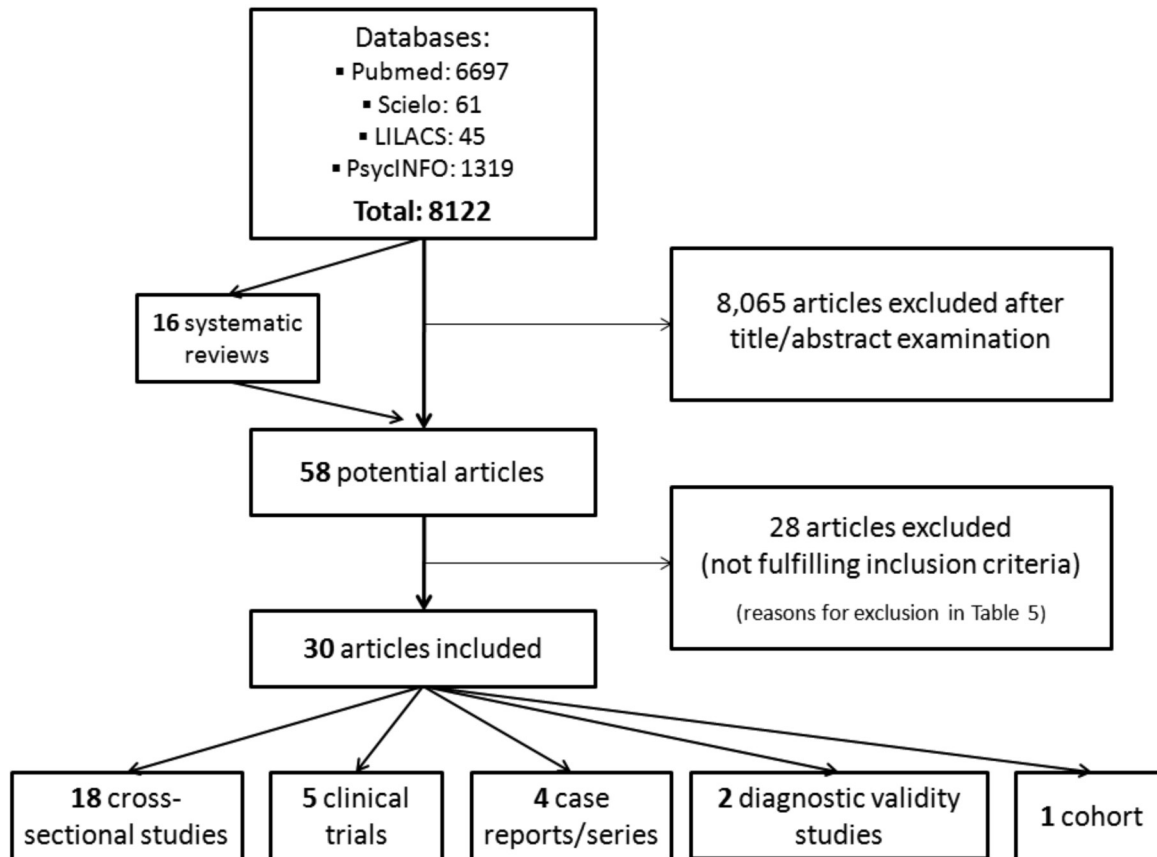 Databases:
▪ Pubmed: 6697
▪ Scielo: 61
▪ LILACS: 45
▪ PsycINFO: 1319
Total: 8122
16 systematic
reviews
8,065 articles excluded after
title/abstract examination
58 potential articles
28 articles excluded
(not fulfilling inclusion criteria)
(reasons for exclusion in Table 5)
30 articles included
18 cross-
sectional studies
5 clinical
trials
4 case
reports/series
2 diagnostic validity
studies
1 cohort